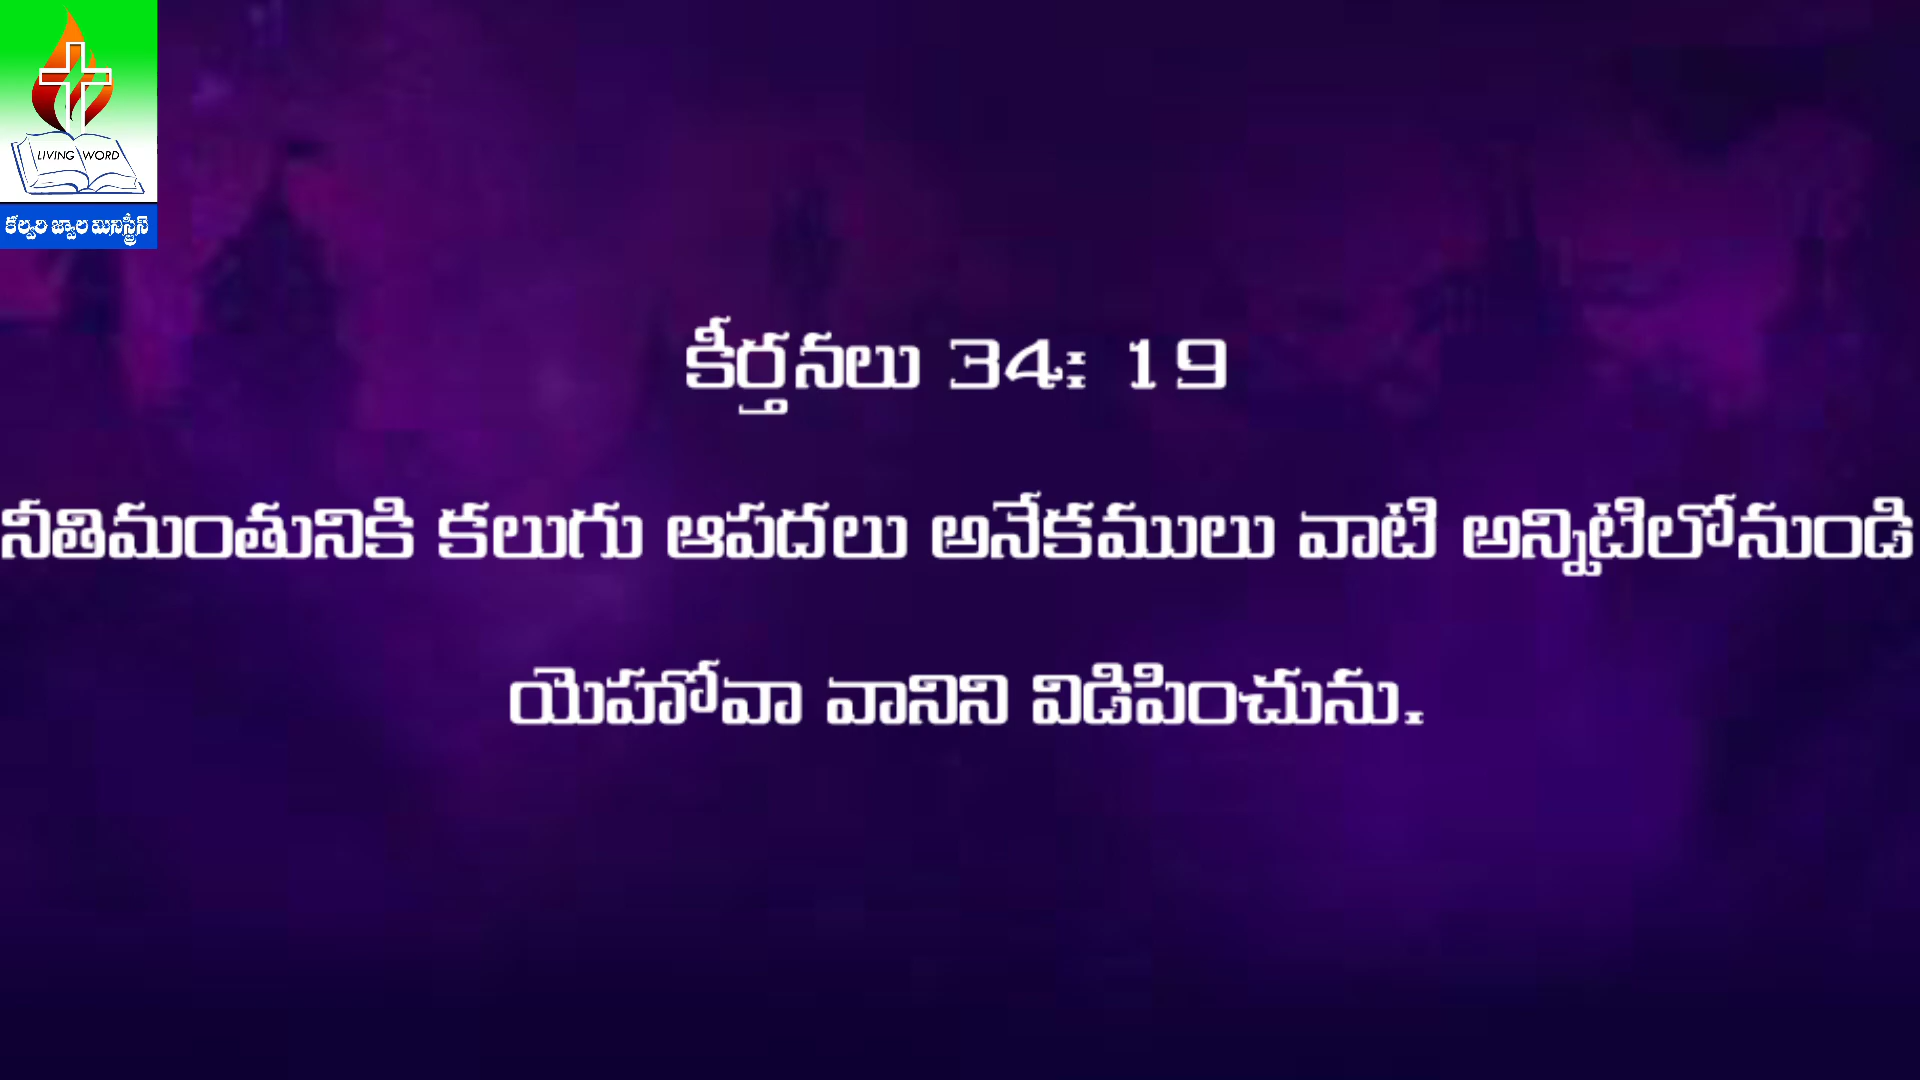 LIVING WORD
కల్వరి జ్వాల మినిస్ట్రీస్
కీర్తనలు 34: 19
నీతిమంతునికి కలుగు ఆపదలు అనేకములు వాటి అన్నిటిలోనుండి
యెహోవా వానిని విడిపించును.